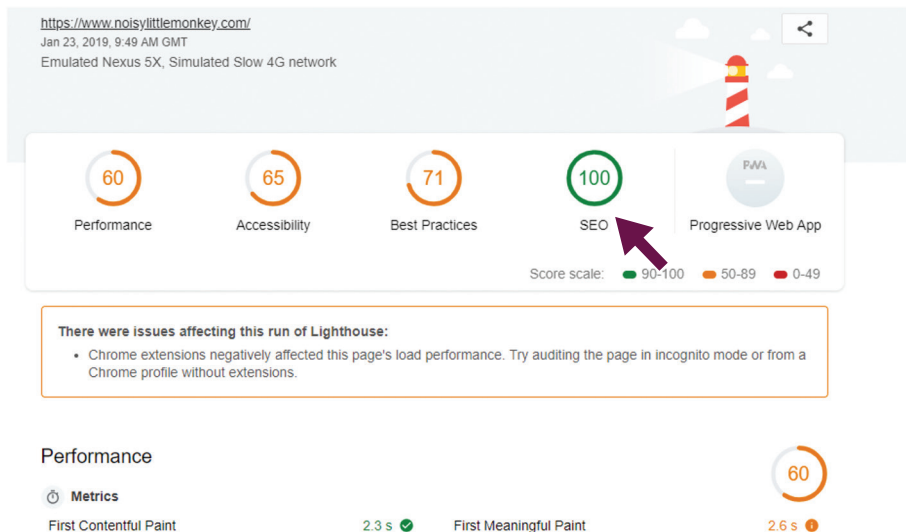 https://www.noisylittlemonkey.com/
Jan 23, 2019, 9:49 AM GMT
Emulated Nexus 5X, Simulated Slow 4G network
60 65 71 100 PWA
Performance Accessibility Best Practices SEO Progressive Web App
Score scale: 90-100 50-89 0-49
There were issues affecting this run of Lighthouse:
• Chrome extensions negatively affected this page's load performance. Try auditing the page in incognito mode or from a
Chrome profile without extensions.
Performance
60
Metrics
First Contentful Paint 2.3 s First Meaningful Paint 2.6 s